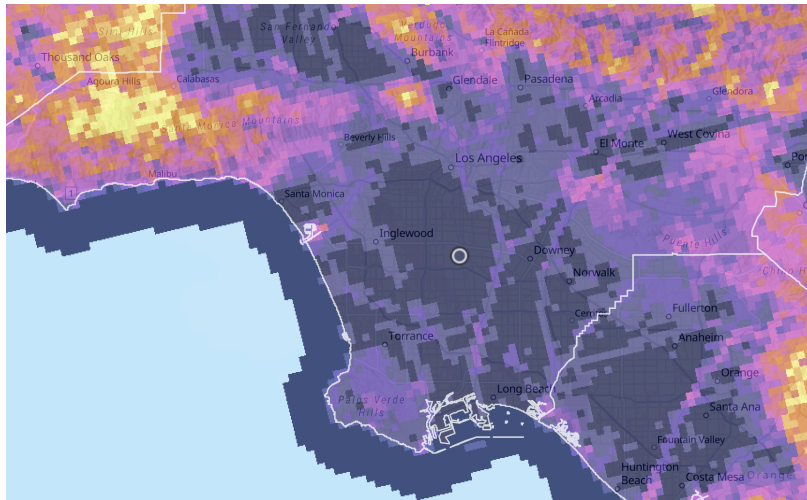 San Fernando
Valley
Verdugo
Mountains
La Cañada
Flintridge
Simi Hills
Thousand Oaks
Burbank
Agoura Hills
Calabasas
Glendale
Pasadena
Arcadia
Glendora
Santa Monica Mountains
Beverly Hills
El Monte
West Covina
Los Angeles
Malibu
1
Santa Monica
Inglewood
Puente Hills
Downey
Norwalk
Fullerton
Torrance
Anaheim
Orange
Palos Verde
Hills
Long Beach
Santa Ana
Fountain Valley
Huntington
Beach
Costa Mesa